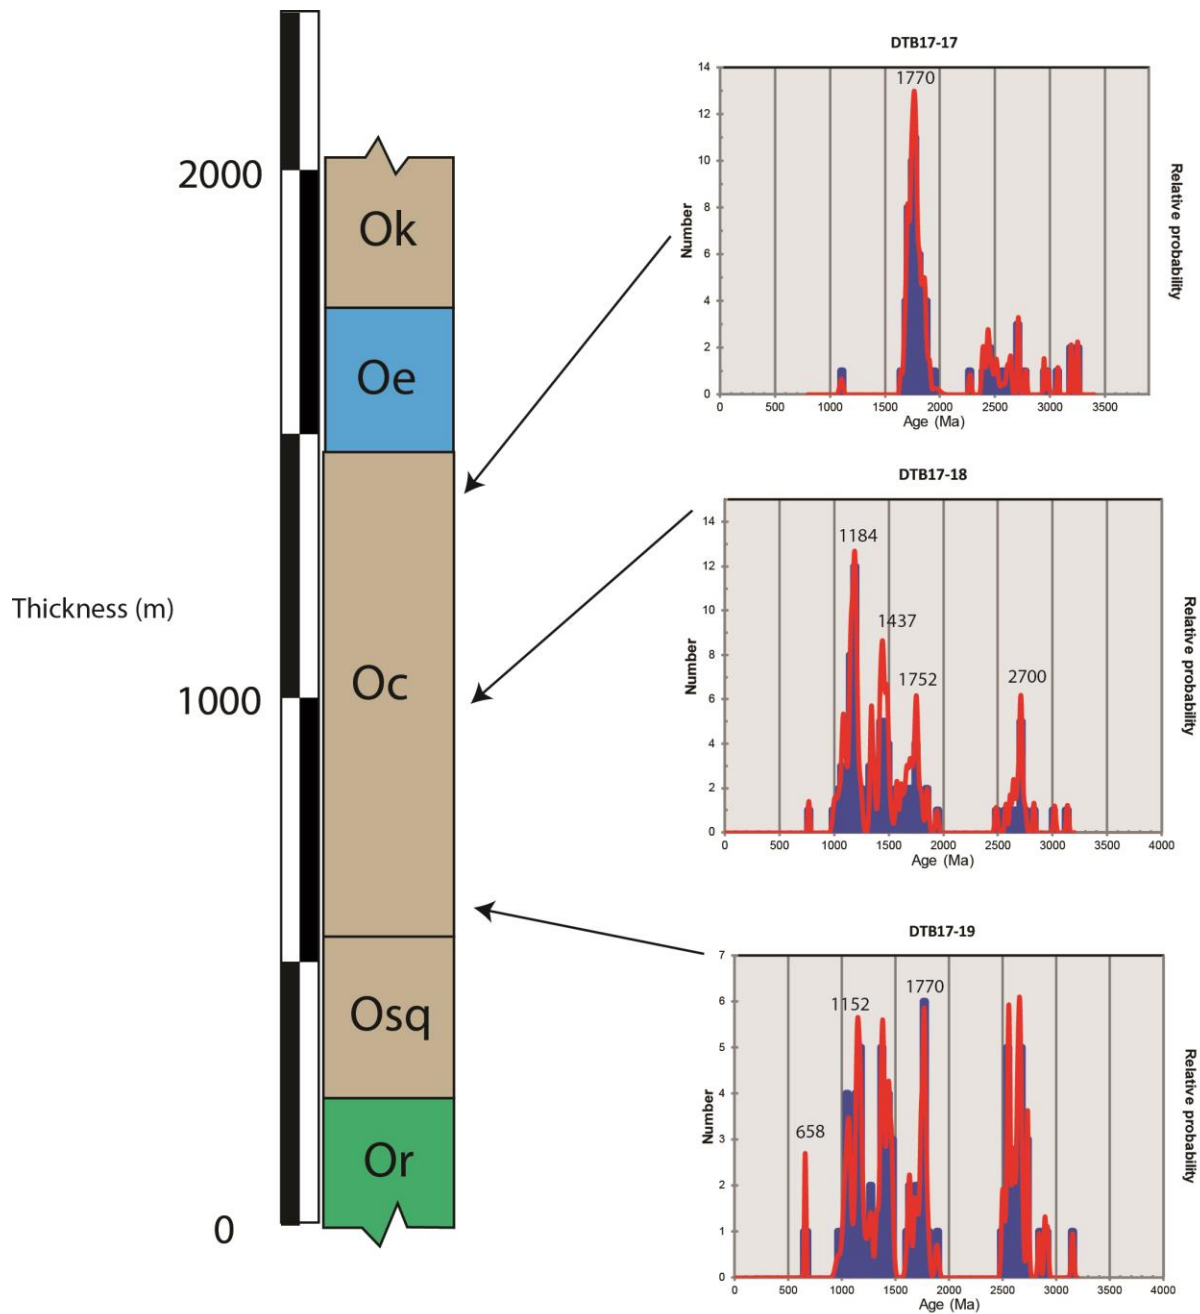 2000
Ok
Oe
Thickness (m)
Oc
1000
Osq
Or
0
DTB17-17
14
12
10
8
6
4
2
0
Number
1770
Relative probability
0 500 1000 1500 2000 2500 3000 3500
Age (Ma)
DTB17-18
14
12
10
8
6
4
2
0
Number
1184
1437
1752
2700
Relative probability
0 500 1000 1500 2000 2500 3000 3500 4000
Age (Ma)
DTB17-19
7
6
5
4
3
2
1
0
Number
658
1152
1770
Relative probability
0 500 1000 1500 2000 2500 3000 3500 4000
Age (Ma)